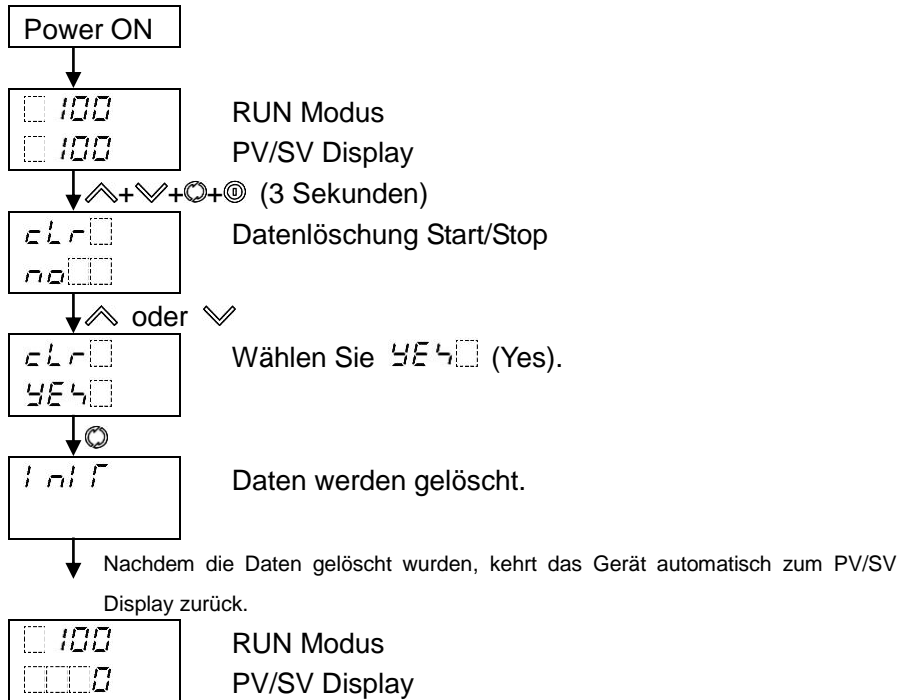 Power ON
100 RUN Modus
100 PV/SV Display
+ + + (3 Sekunden)
cLr Datenlöschung Start/Stop
no
oder
cLr Wählen Sie YES (Yes).
YES
InIT Daten werden gelöscht.
Nachdem die Daten gelöscht wurden, kehrt das Gerät automatisch zum PV/SV
Display zurück.
100 RUN Modus
0 PV/SV Display